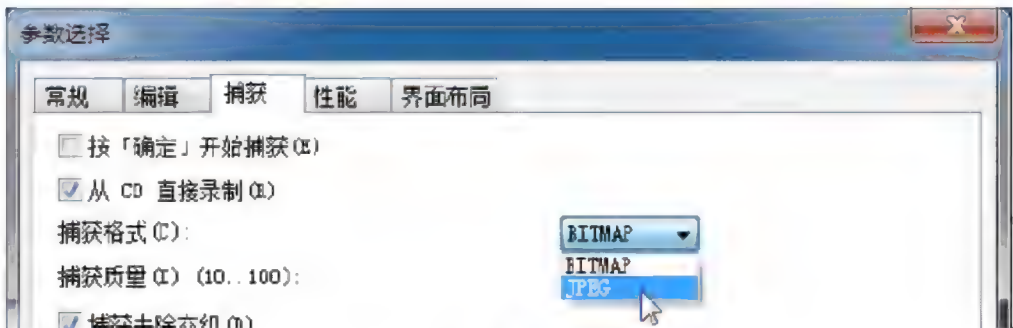 参数选择
常规 编辑 捕获 性能 界面布局
按「确定」开始捕获(E)
从 CD 直接录制(R)
捕获格式(C): BITMAP
BITMAP
捕获质量(I) (10..100):
JPEG